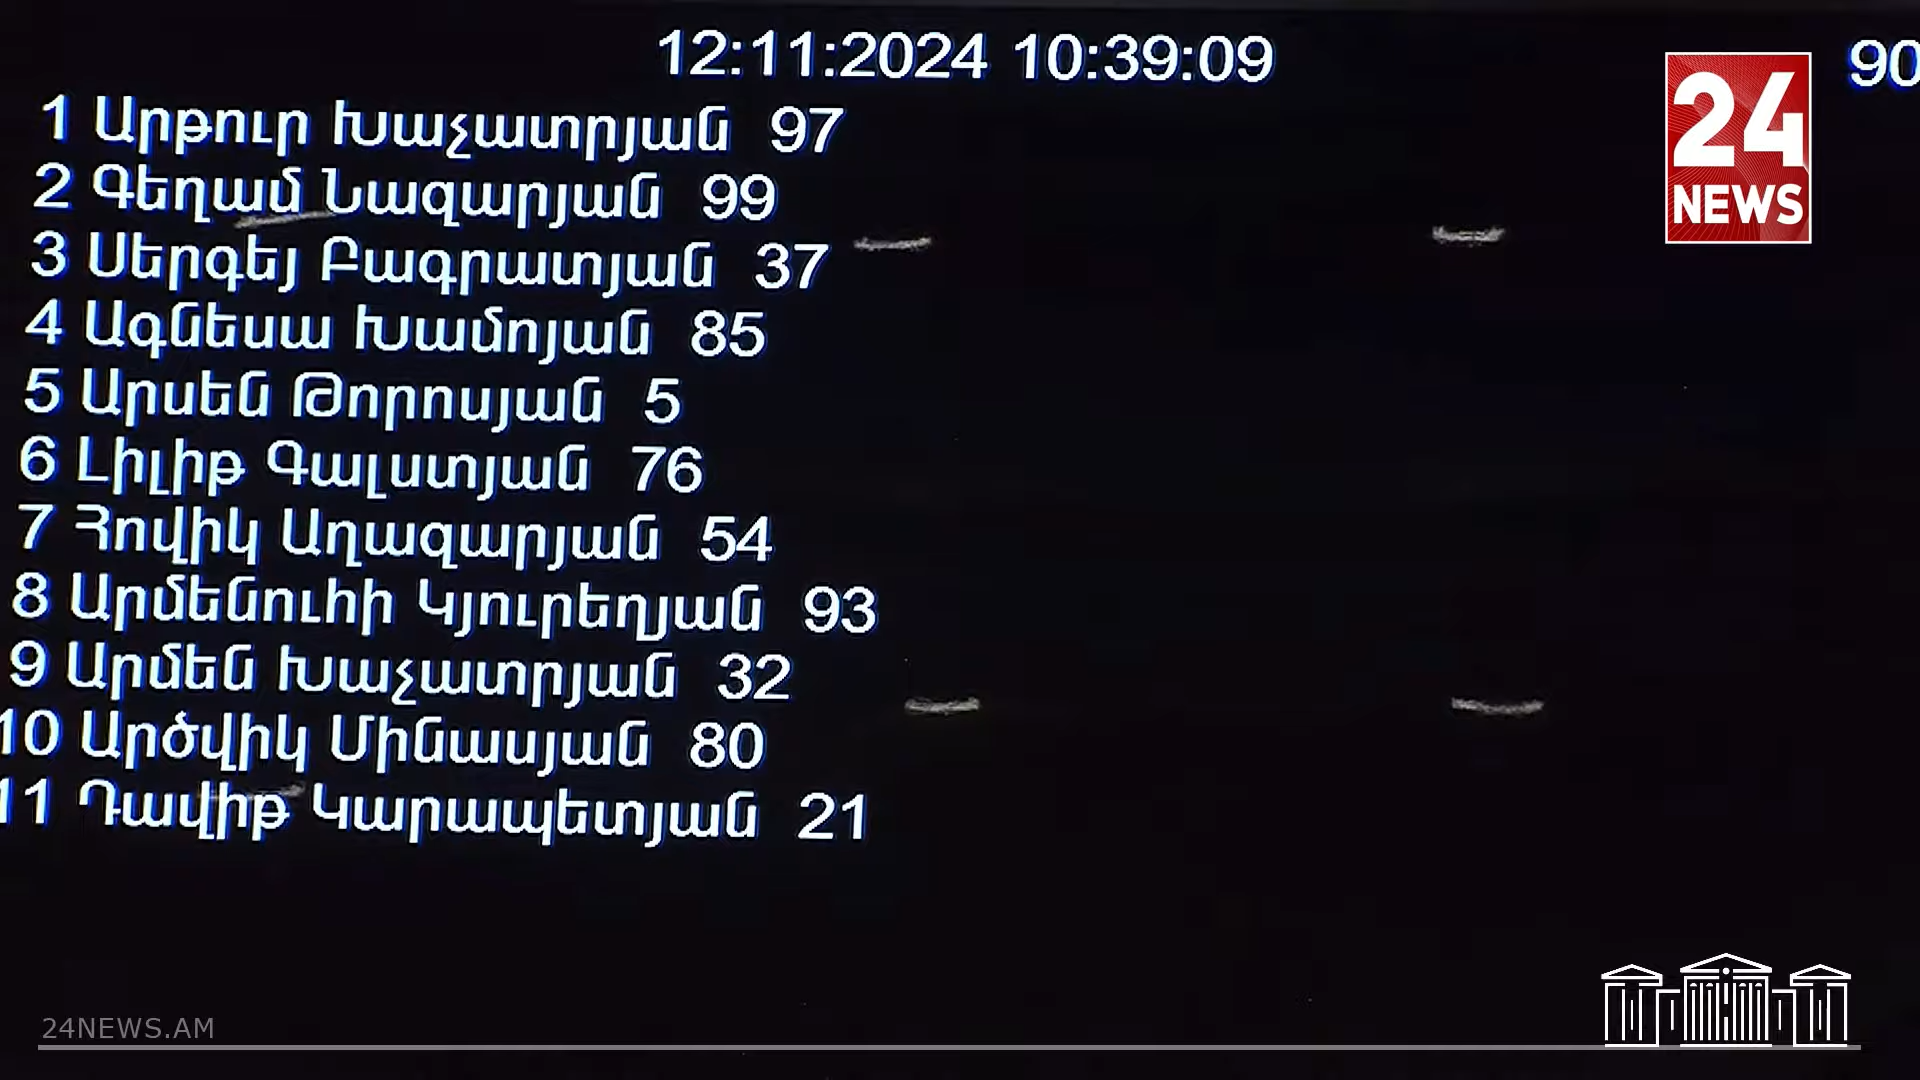 12:11:2024 10:39:09
90
1 Արթուր Խաչատրյան 97
2 Գեղամ Նազարյան 99
3 Սերգեյ Բագրատյան 37
4 Ագնեսա Խամոյան 85
5 Արսեն Թորոսյան 5
6 Լիլիթ Գալստյան 76
7 Հովիկ Աղազարյան 54
8 Արմենուհի Կյուրեղյան 93
9 Արմեն Խաչատրյան 32
10 Արծվիկ Մինասյան 80
11 Դավիթ Կարապետյան 21
24
NEWS
24NEWS.AM